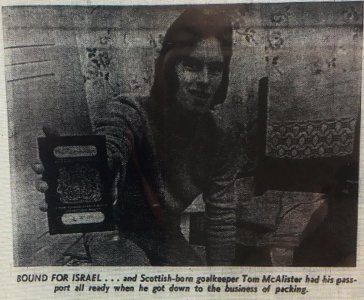 BOUND FOR ISRAEL . . . and Scottish-born goalkeeper Tom McAlister had his pass-
port all ready when he got down to the business of packing.